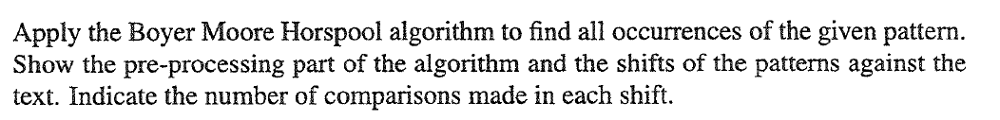 Apply the Boyer Moore Horspool algorithm to find all occurrences of the given pattern.
Show the pre-processing part of the algorithm and the shifts of the patterns against the
text. Indicate the number of comparisons made in each shift.